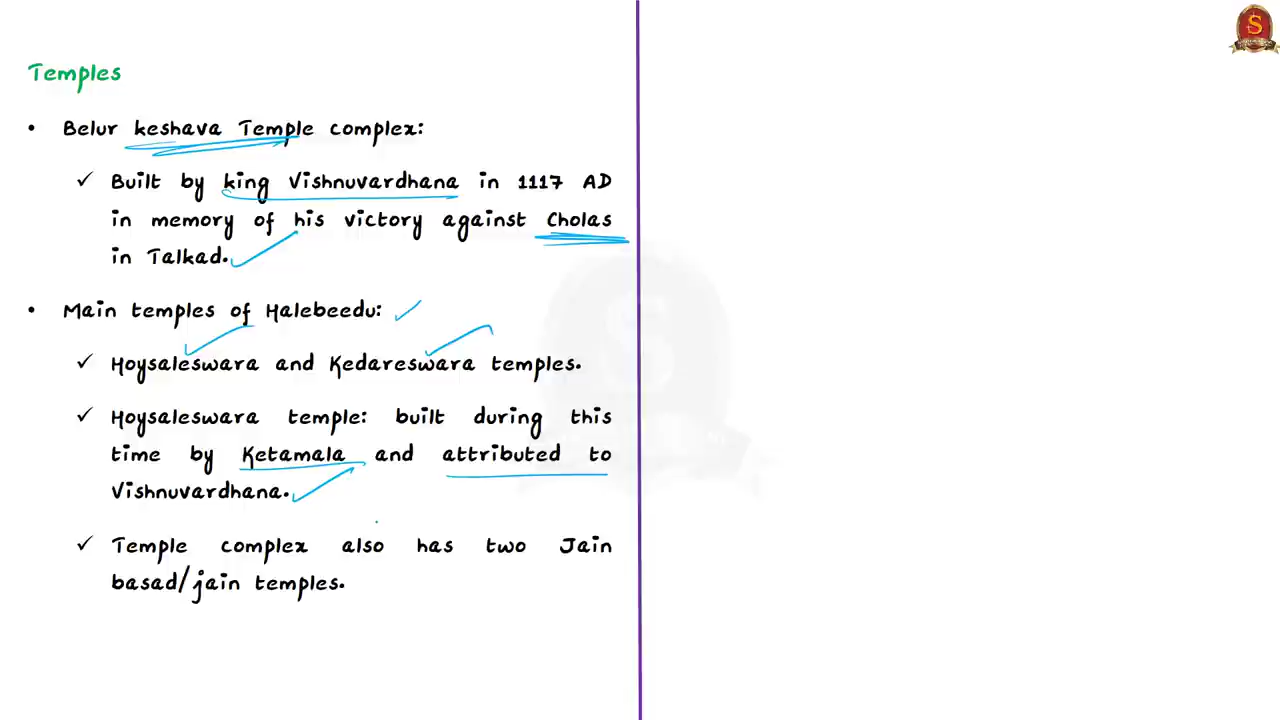 Temples
• Belur keshava Temple complex:
✓ Built by king Vishnuvardhana in 1117 AD
in memory of his victory against Cholas
in Talkad.
• Main temples of Halebeedu:
✓ Hoysaleswara and Kedareswara temples.
✓ Hoysaleswara temple: built during this
time by Ketamala and attributed to
Vishnuvardhana.
✓ Temple complex also has two Jain
basad/jain temples.
S